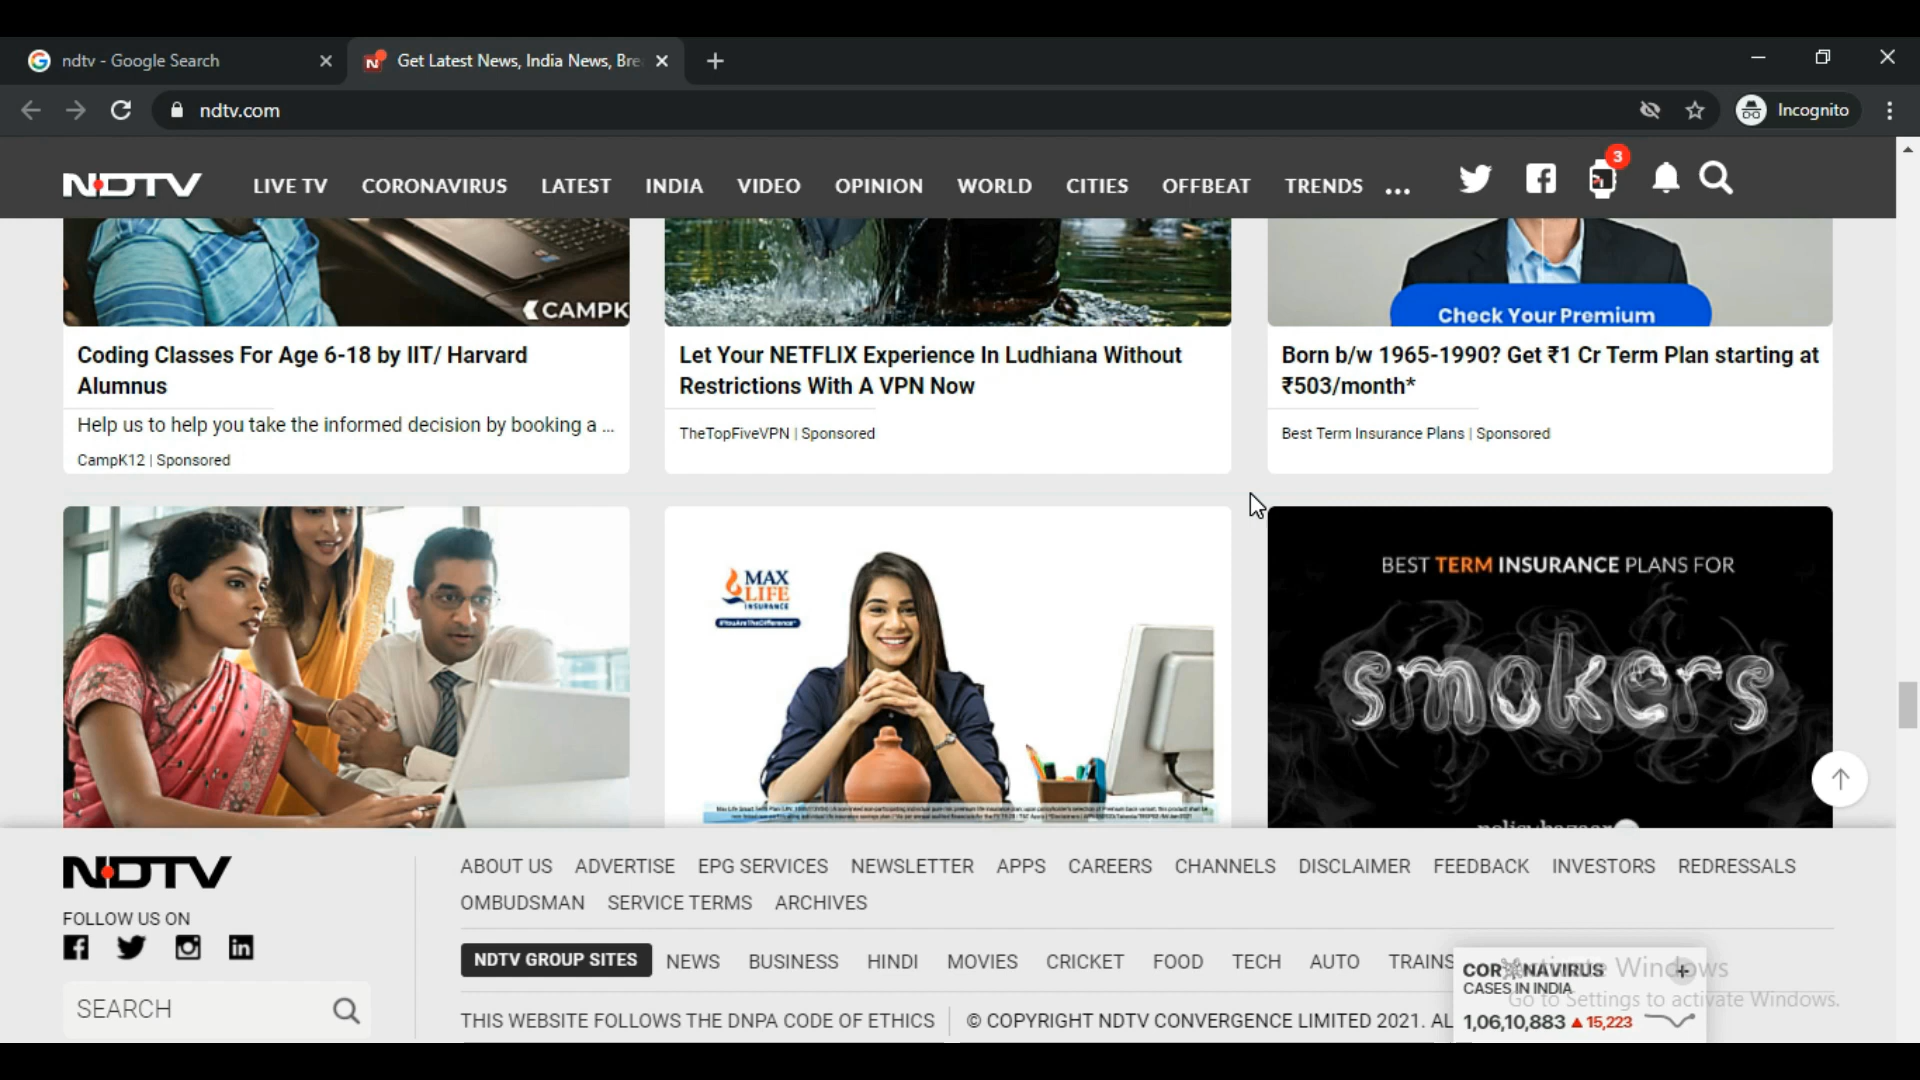 ndtv - Google Search
Get Latest News, India News, Bre
ndtv.com
Incognito
NDTV
LIVE TV CORONAVIRUS LATEST INDIA VIDEO OPINION WORLD CITIES OFFBEAT TRENDS ...
3
CAMPK
Check Your Premium
Coding Classes For Age 6-18 by IIT/ Harvard
Alumnus
Help us to help you take the informed decision by booking a ...
CampK12 | Sponsored
Let Your NETFLIX Experience In Ludhiana Without
Restrictions With A VPN Now
TheTopFiveVPN | Sponsored
Born b/w 1965-1990? Get ₹1 Cr Term Plan starting at
₹503/month*
Best Term Insurance Plans | Sponsored
MAX
LIFE
INSURANCE
#YouAreTheDifference
BEST TERM INSURANCE PLANS FOR
smokers
policybazaar
NDTV
FOLLOW US ON
SEARCH
ABOUT US ADVERTISE EPG SERVICES NEWSLETTER APPS CAREERS CHANNELS DISCLAIMER FEEDBACK INVESTORS REDRESSALS
OMBUDSMAN SERVICE TERMS ARCHIVES
NDTV GROUP SITES NEWS BUSINESS HINDI MOVIES CRICKET FOOD TECH AUTO TRAINS
THIS WEBSITE FOLLOWS THE DNPA CODE OF ETHICS © COPYRIGHT NDTV CONVERGENCE LIMITED 2021. AL
CORONAVIRUS
CASES IN INDIA
1,06,10,883 ▲ 15,223
Activate Windows
Go to Settings to activate Windows.